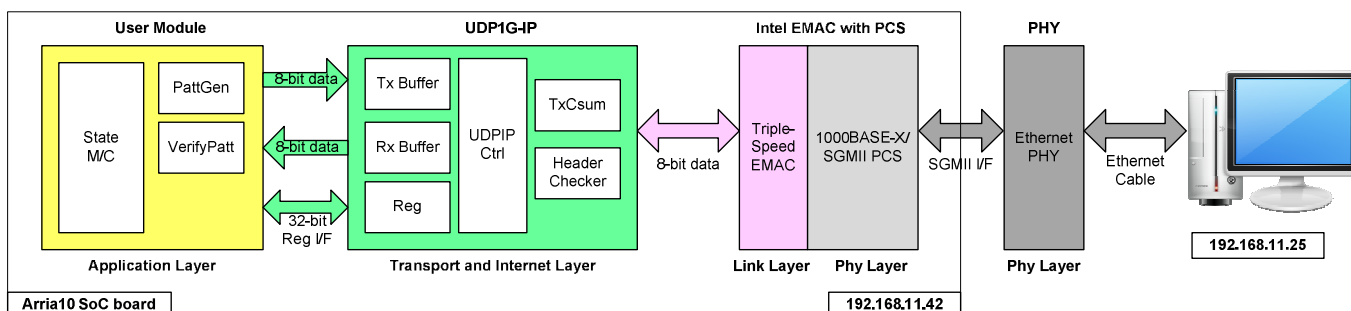 User Module
UDP1G-IP
Intel EMAC with PCS
PHY
State
M/C
PattGen
VerifyPatt
8-bit data
8-bit data
32-bit
Reg I/F
Tx Buffer
Rx Buffer
Reg
UDPIP
Ctrl
TxCsum
Header
Checker
8-bit data
Triple-
Speed
EMAC
1000BASE-X/
SGMII PCS
SGMII I/F
Ethernet
PHY
Ethernet
Cable
192.168.11.25
Application Layer
Transport and Internet Layer
Link Layer
Phy Layer
Phy Layer
Arria10 SoC board
192.168.11.42